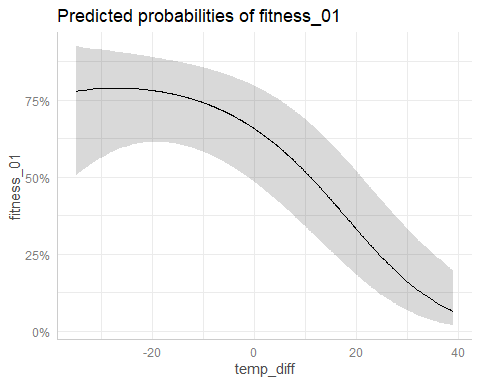 Predicted probabilities of fitness_01
75%
50%
25%
0%
fitness_01
-20
0
20
40
temp_diff